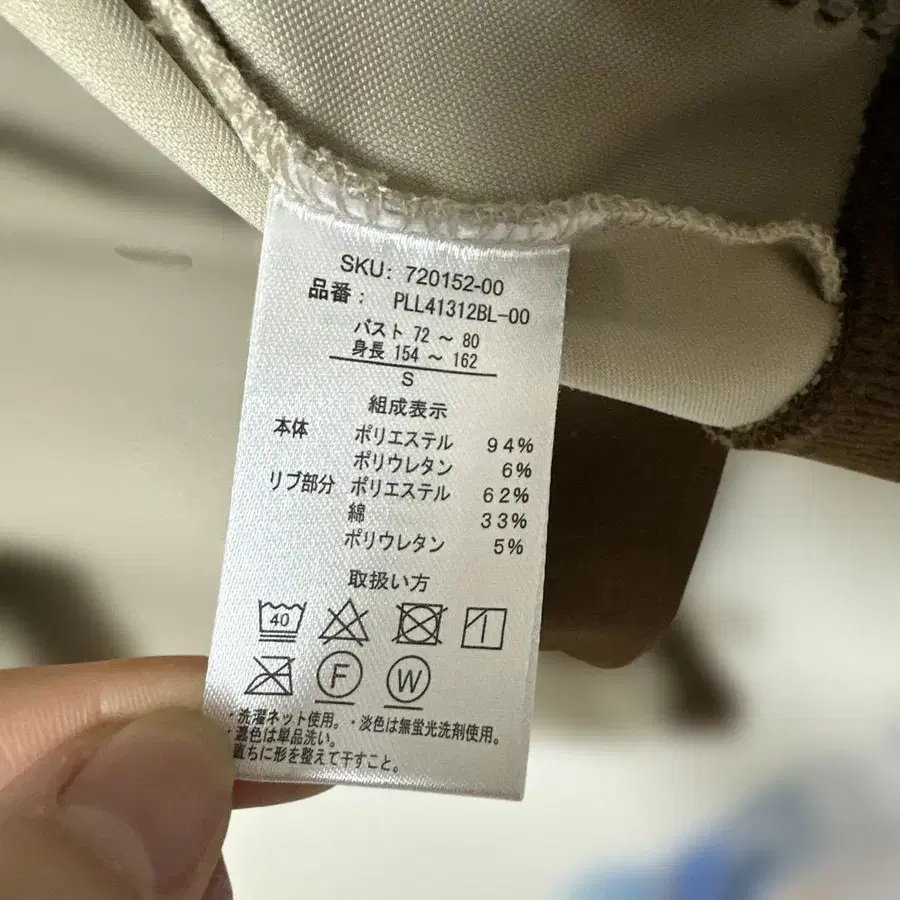 SKU: 720152-00
品番: PLL41312BL-00
バスト 72 ~ 80
身長 154 ~ 162
S
組成表示
本体 ポリエステル 94%
ポリウレタン 6%
リブ部分 ポリエステル 62%
綿 33%
ポリウレタン 5%
取扱い方
40
F W
・洗濯ネット使用。・淡色は無蛍光洗剤使用。
・濃色は単品洗い。
直ちに形を整えて干すこと。